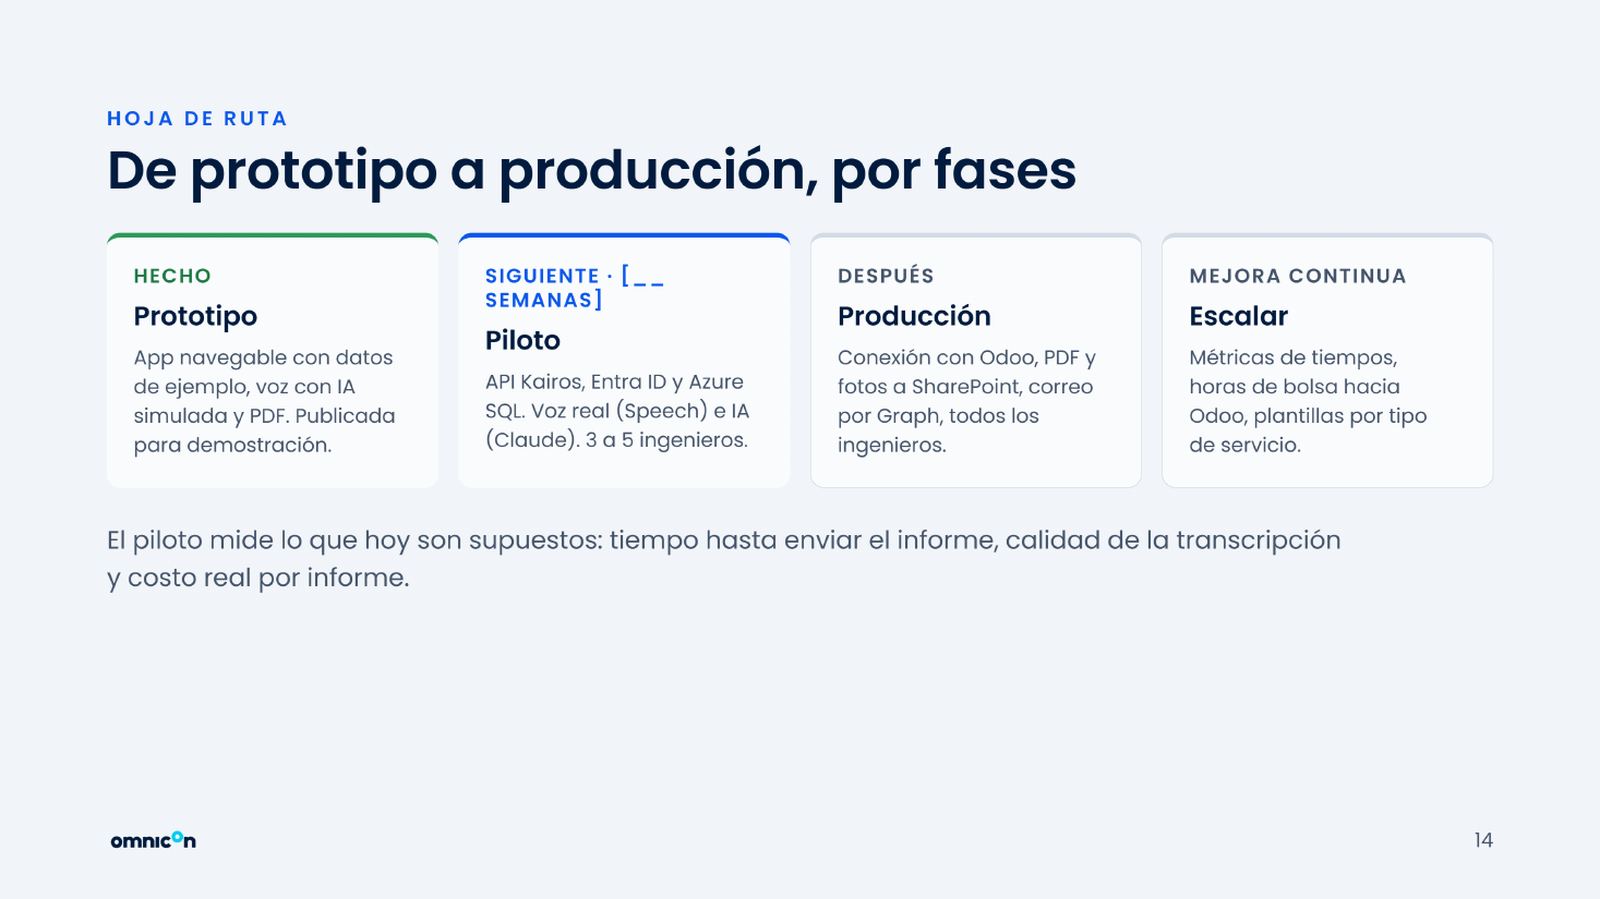 HOJA DE RUTA
De prototipo a producción, por fases
HECHO
Prototipo
App navegable con datos
de ejemplo, voz con IA
simulada y PDF. Publicada
para demostración.
SIGUIENTE · [__
SEMANAS]
Piloto
API Kairos, Entra ID y Azure
SQL. Voz real (Speech) e IA
(Claude). 3 a 5 ingenieros.
DESPUÉS
Producción
Conexión con Odoo, PDF y
fotos a SharePoint, correo
por Graph, todos los
ingenieros.
MEJORA CONTINUA
Escalar
Métricas de tiempos,
horas de bolsa hacia
Odoo, plantillas por tipo
de servicio.
El piloto mide lo que hoy son supuestos: tiempo hasta enviar el informe, calidad de la transcripción
y costo real por informe.
omnicon
14